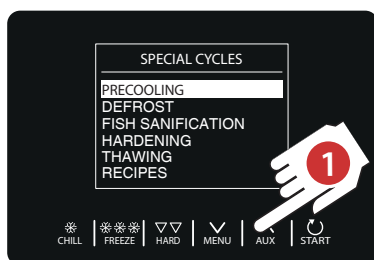 SPECIAL CYCLES
PRECOOLING
DEFROST
FISH SANIFICATION
HARDENING
THAWING
RECIPES
1
CHILL FREEZE HARD MENU AUX START